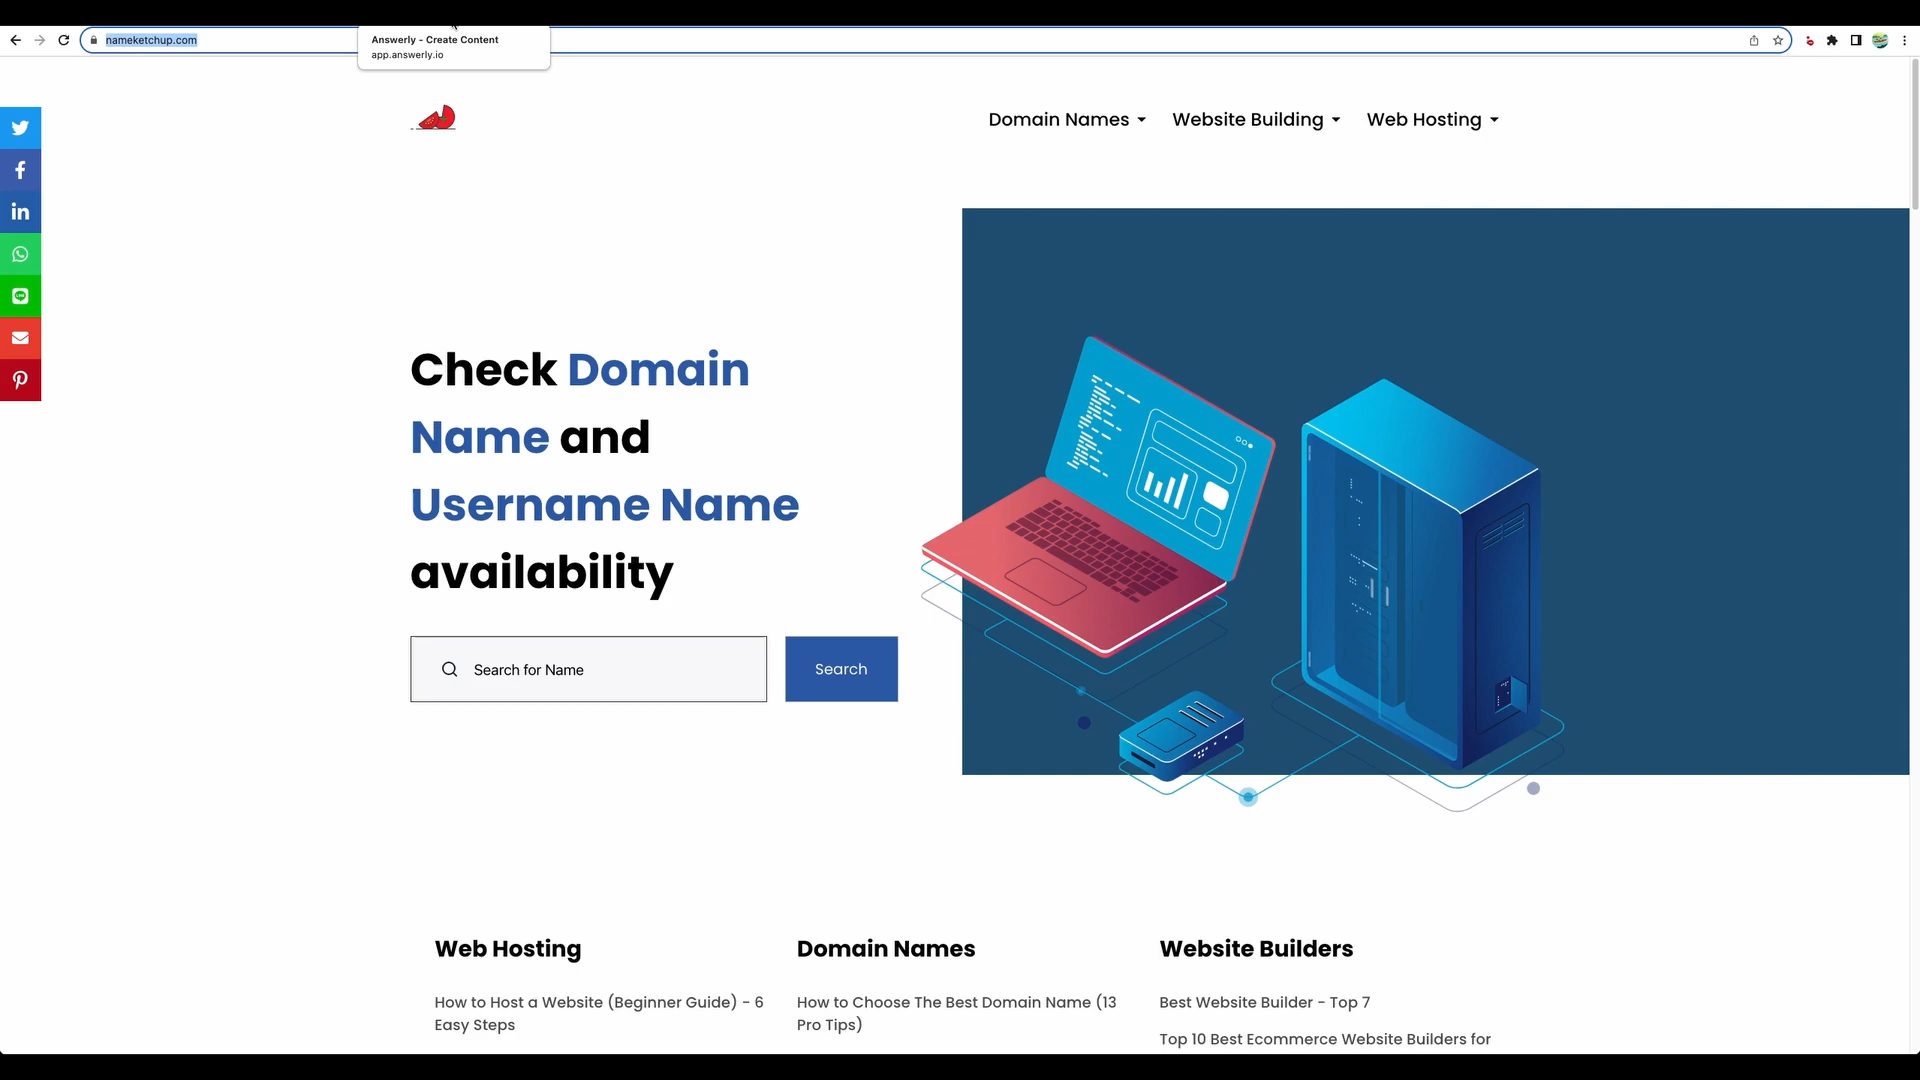 nameketchup.com
Answerly - Create Content
app.answerly.io
Domain Names
Website Building
Web Hosting
Check Domain
Name and
Username Name
availability
Search for Name
Search
Web Hosting
How to Host a Website (Beginner Guide) - 6
Easy Steps
Domain Names
How to Choose The Best Domain Name (13
Pro Tips)
Website Builders
Best Website Builder - Top 7
Top 10 Best Ecommerce Website Builders for